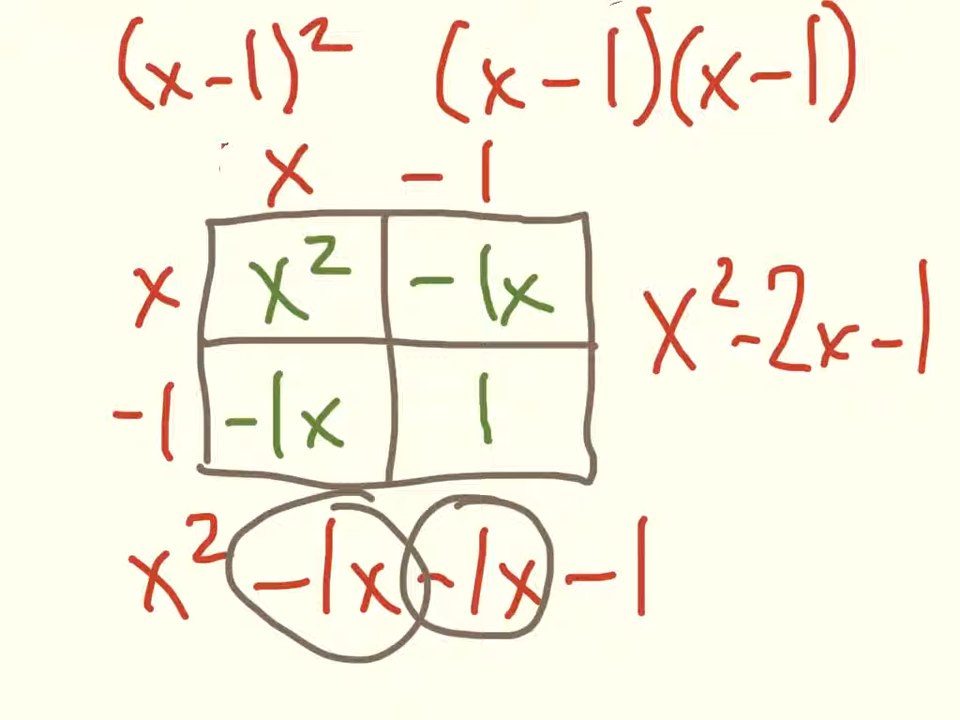 (x-1)² (x-1)(x-1)
x -1
x x² -1x
x²-2x-1
-1 -1x 1
x² -1x -1x -1